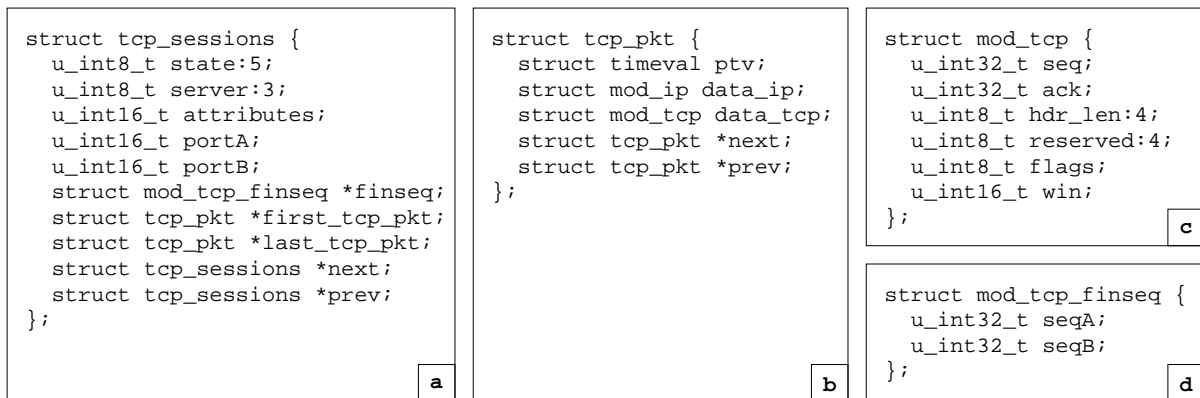 struct tcp_sessions {
  u_int8_t state:5;
  u_int8_t server:3;
  u_int16_t attributes;
  u_int16_t portA;
  u_int16_t portB;
  struct mod_tcp_finseq *finseq;
  struct tcp_pkt *first_tcp_pkt;
  struct tcp_pkt *last_tcp_pkt;
  struct tcp_sessions *next;
  struct tcp_sessions *prev;
};
a
struct tcp_pkt {
  struct timeval ptv;
  struct mod_ip data_ip;
  struct mod_tcp data_tcp;
  struct tcp_pkt *next;
  struct tcp_pkt *prev;
};
b
struct mod_tcp {
  u_int32_t seq;
  u_int32_t ack;
  u_int8_t hdr_len:4;
  u_int8_t reserved:4;
  u_int8_t flags;
  u_int16_t win;
};
c
struct mod_tcp_finseq {
  u_int32_t seqA;
  u_int32_t seqB;
};
d